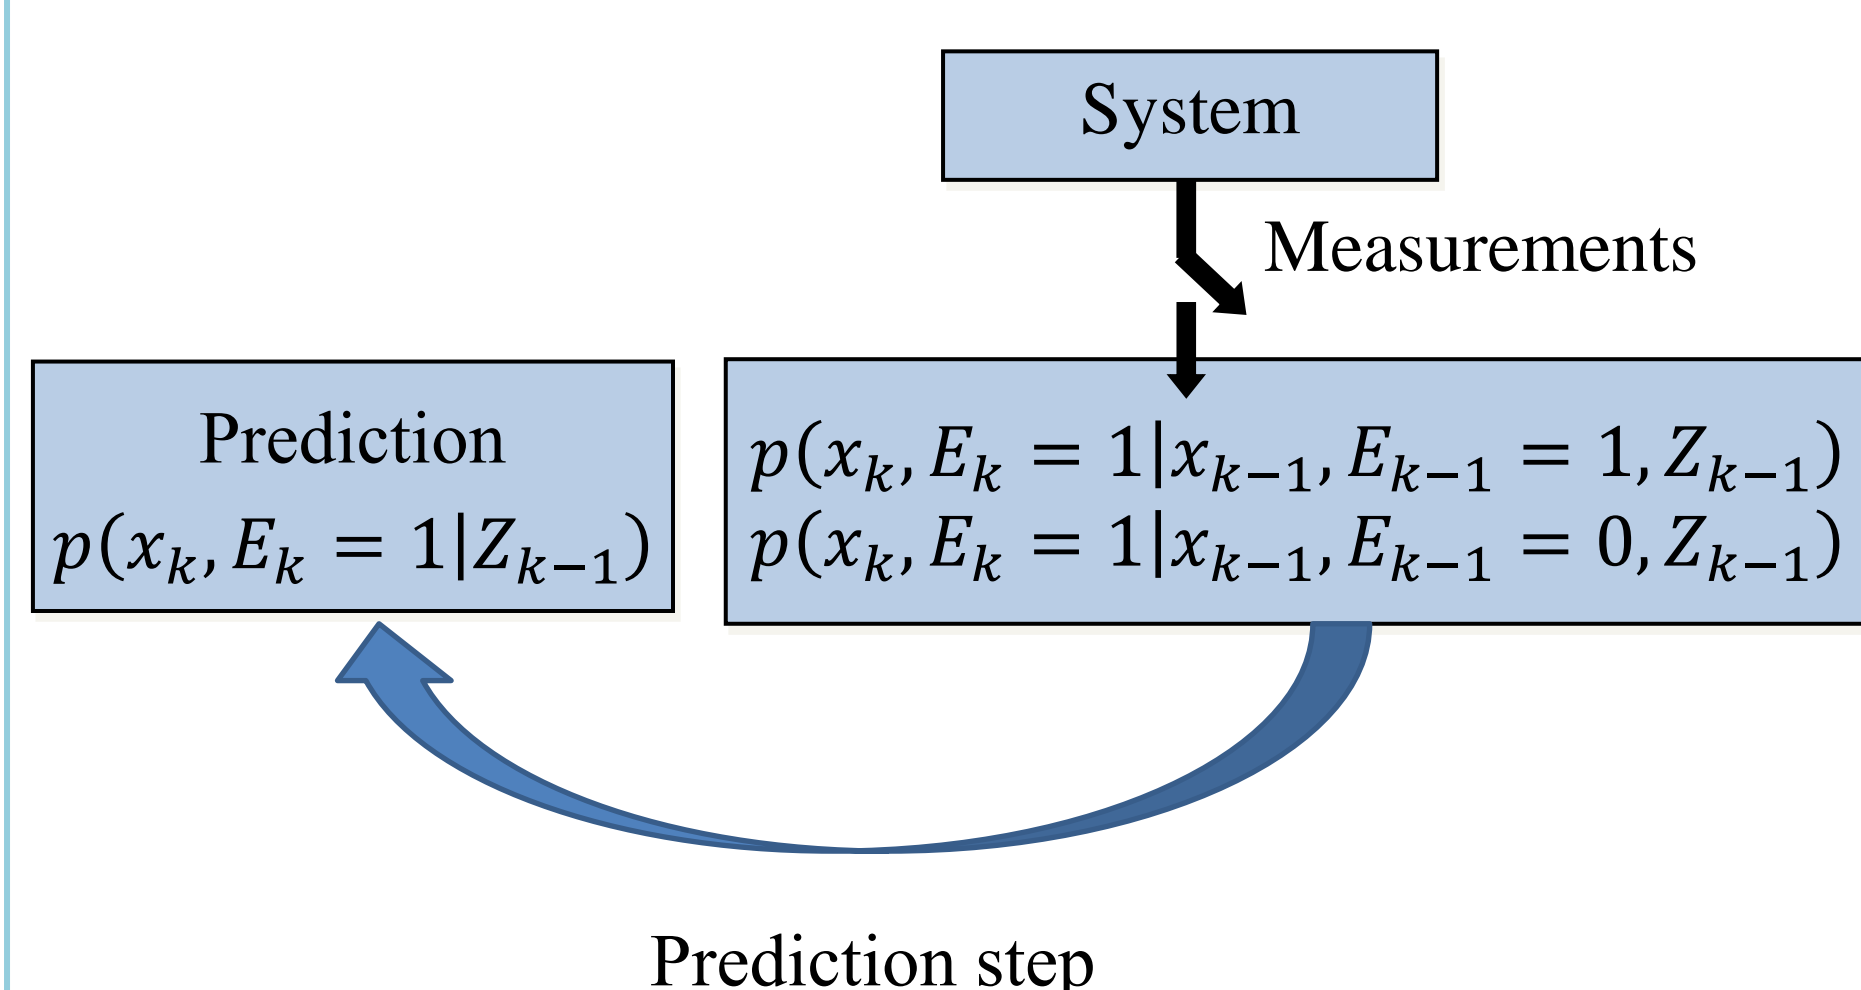 System
Measurements
Prediction
p(x_k, E_k = 1|Z_{k−1})
p(x_k, E_k = 1|x_{k−1}, E_{k−1} = 1, Z_{k−1})
p(x_k, E_k = 1|x_{k−1}, E_{k−1} = 0, Z_{k−1})
Prediction step